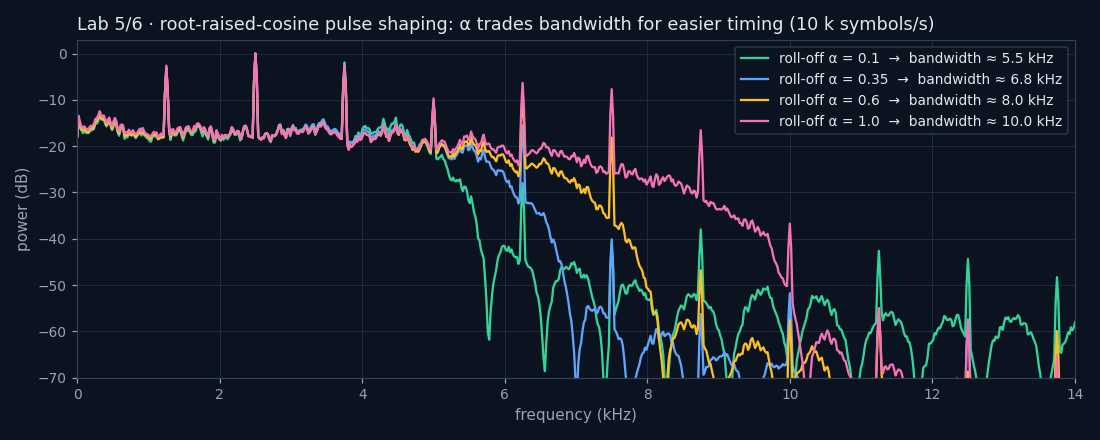 Lab 5/6 · root-raised-cosine pulse shaping: α trades bandwidth for easier timing (10 k symbols/s)
roll-off α = 0.1 → bandwidth ≈ 5.5 kHz
roll-off α = 0.35 → bandwidth ≈ 6.8 kHz
roll-off α = 0.6 → bandwidth ≈ 8.0 kHz
roll-off α = 1.0 → bandwidth ≈ 10.0 kHz
power (dB)
0
−10
−20
−30
−40
−50
−60
−70
0 2 4 6 8 10 12 14
frequency (kHz)